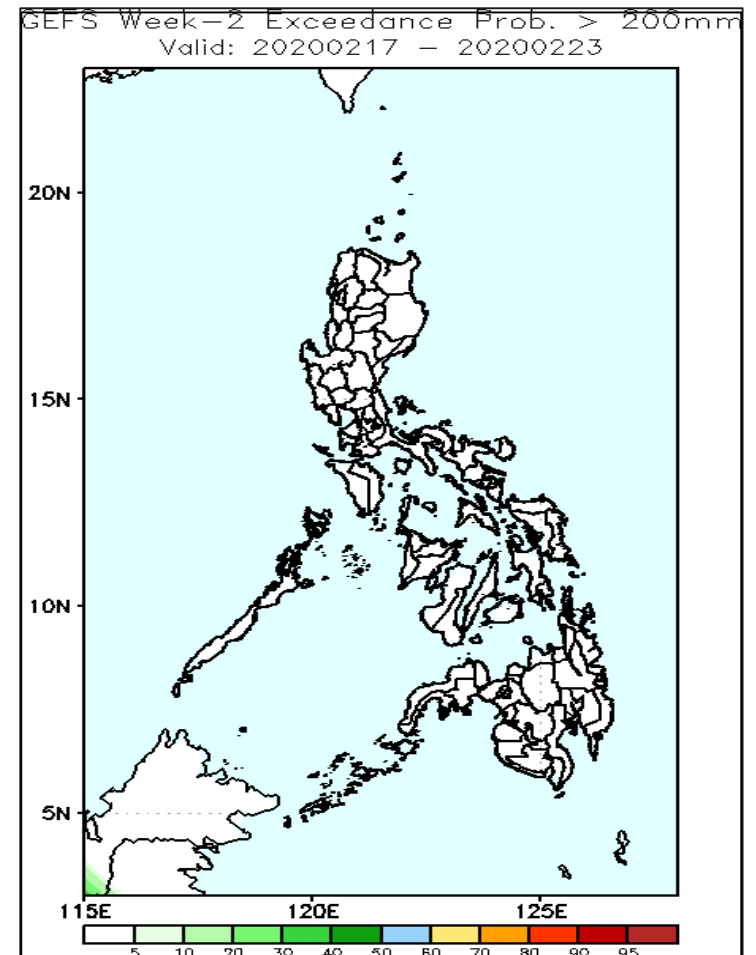 GEFS Week-2 Exceedance Prob. > 200mm
Valid: 20200217 - 20200223
20N
15N
10N
5N
115E 120E 125E
5 10 20 30 40 50 60 70 80 90 95